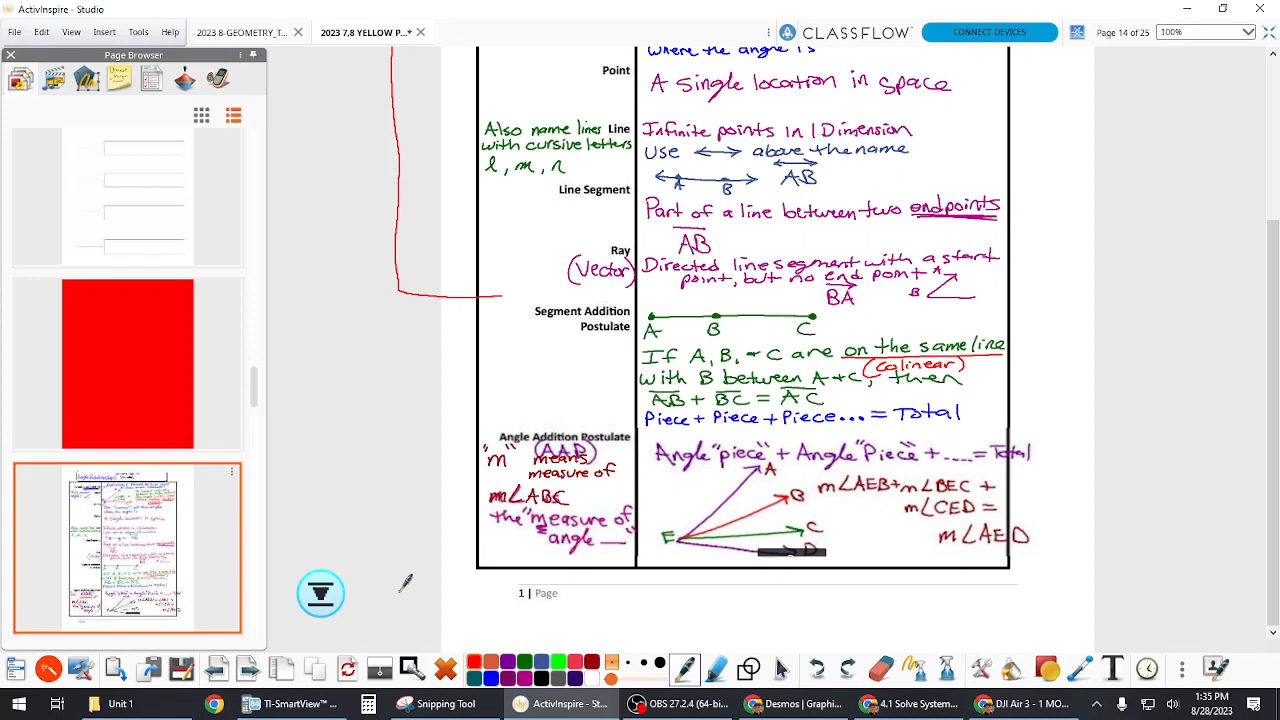 ActivInspire - Studio
File Edit View Insert Tools Help
2023 S-GEOMETRY_T...
2023 7,8 YELLOW P...*
CLASSFLOW
CONNECT DEVICES
Page 14 of 25
100%
Page Browser
where the angle is
Point
A single location in space
Also name lines
with cursive letters
l, m, n
Line
Infinite points in 1 Dimension
Use ↔ above the name
A B AB
Line Segment
Part of a line between two endpoints
AB
Ray
(Vector)
Directed line segment with a start
point, but no end point
BA
A
B
Segment Addition
Postulate
A B C
If A, B, + C are on the same line
(colinear)
with B between A + C, then
AB + BC = AC
Piece + Piece + Piece... = Total
Angle Addition Postulate
(AAP)
"m" means
measure of
m∠ABC
the "measure of
angle __"
Angle "piece" + Angle "Piece" + .... = Total
A
B
C
D
E
m∠AEB + m∠BEC +
m∠CED =
m∠AED
1 | Page
Unit 1
TI-SmartView ...
Snipping Tool
ActivInspire - St...
OBS 27.2.4 (64-bi...
Desmos | Graphi...
4.1 Solve System...
DJI Air 3 - 1 MO...
1:35 PM
8/28/2023